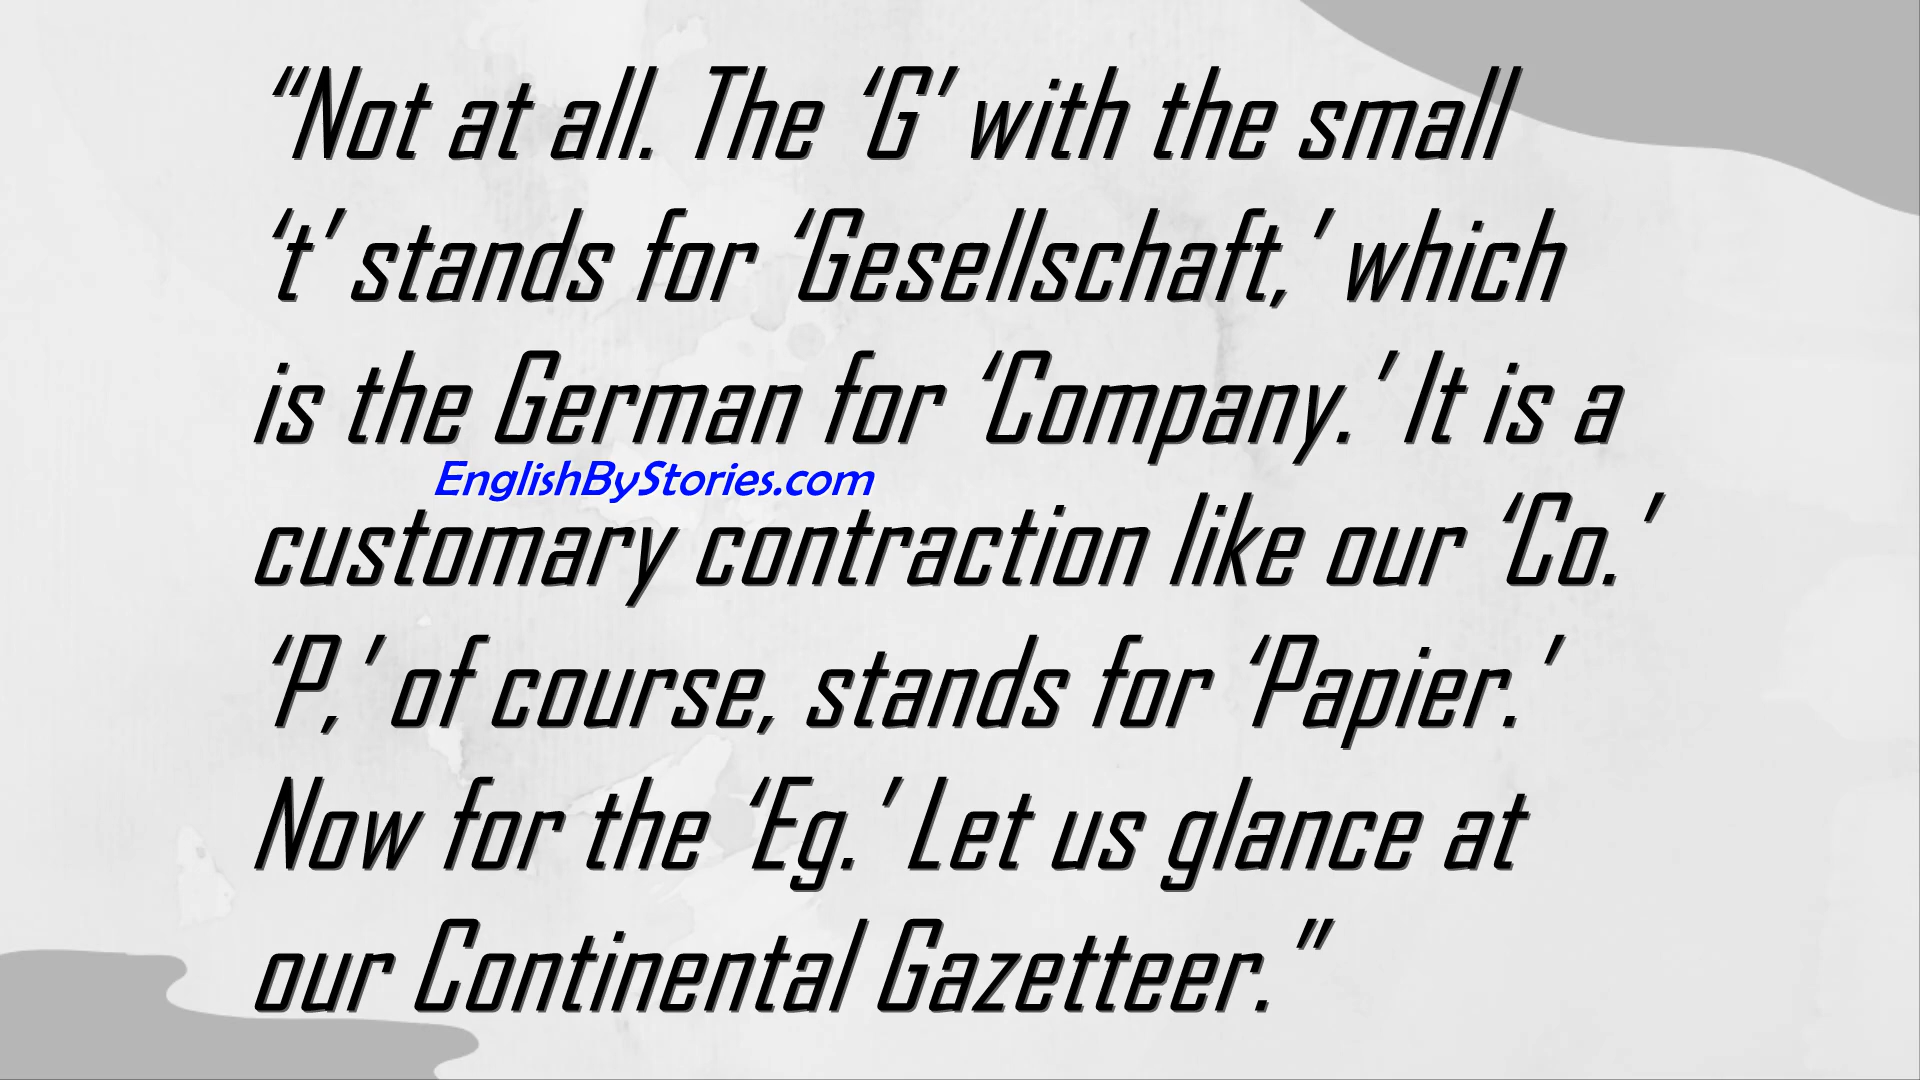 “Not at all. The ‘G’ with the small
‘t’ stands for ‘Gesellschaft,’ which
is the German for ‘Company.’ It is a
EnglishByStories.com
customary contraction like our ‘Co.’
‘P,’ of course, stands for ‘Papier.’
Now for the ‘Eg.’ Let us glance at
our Continental Gazetteer.”